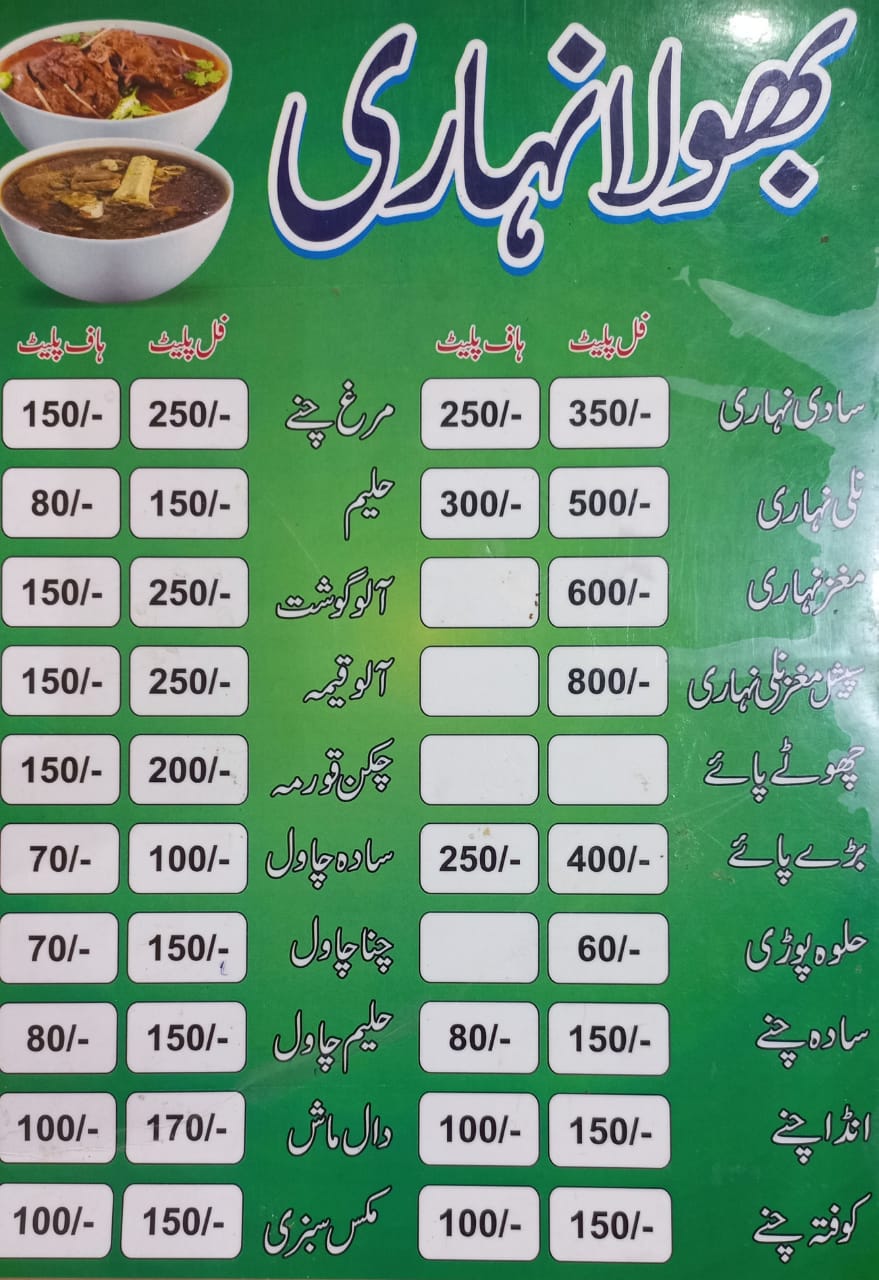 بھولا نہاری
فل پلیٹ ہاف پلیٹ فل پلیٹ ہاف پلیٹ
سادی نہاری 350/- 250/- مرغ چنے 250/- 150/-
نلی نہاری 500/- 300/- حلیم 150/- 80/-
مغز نہاری 600/- آلو گوشت 250/- 150/-
سپیشل مغز نلی نہاری 800/- آلو قیمہ 250/- 150/-
چھوٹے پائے چکن قورمہ 200/- 150/-
بڑے پائے 400/- 250/- سادہ چاول 100/- 70/-
حلوہ پوڑی 60/- چنا چاول 150/- 70/-
سادہ چنے 150/- 80/- حلیم چاول 150/- 80/-
انڈا چنے 150/- 100/- دال ماش 170/- 100/-
کوفتہ چنے 150/- 100/- مکس سبزی 150/- 100/-